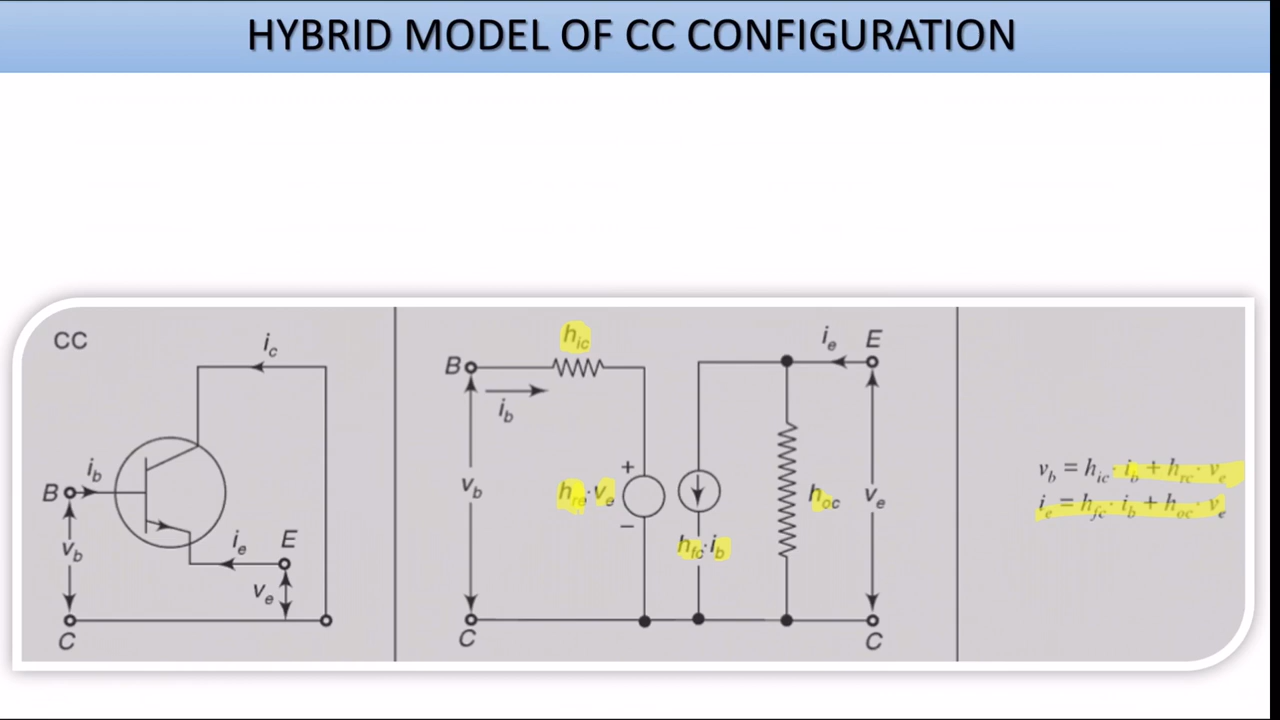 HYBRID MODEL OF CC CONFIGURATION
CC
i_c
B
i_b
v_b
i_e
E
v_e
C
h_ic
B
i_b
v_b
+
h_re · v_e
−
h_fc · i_b
h_oc
i_e
E
v_e
C
C
v_b = h_ic · i_b + h_rc · v_e
i_e = h_fc · i_b + h_oc · v_e